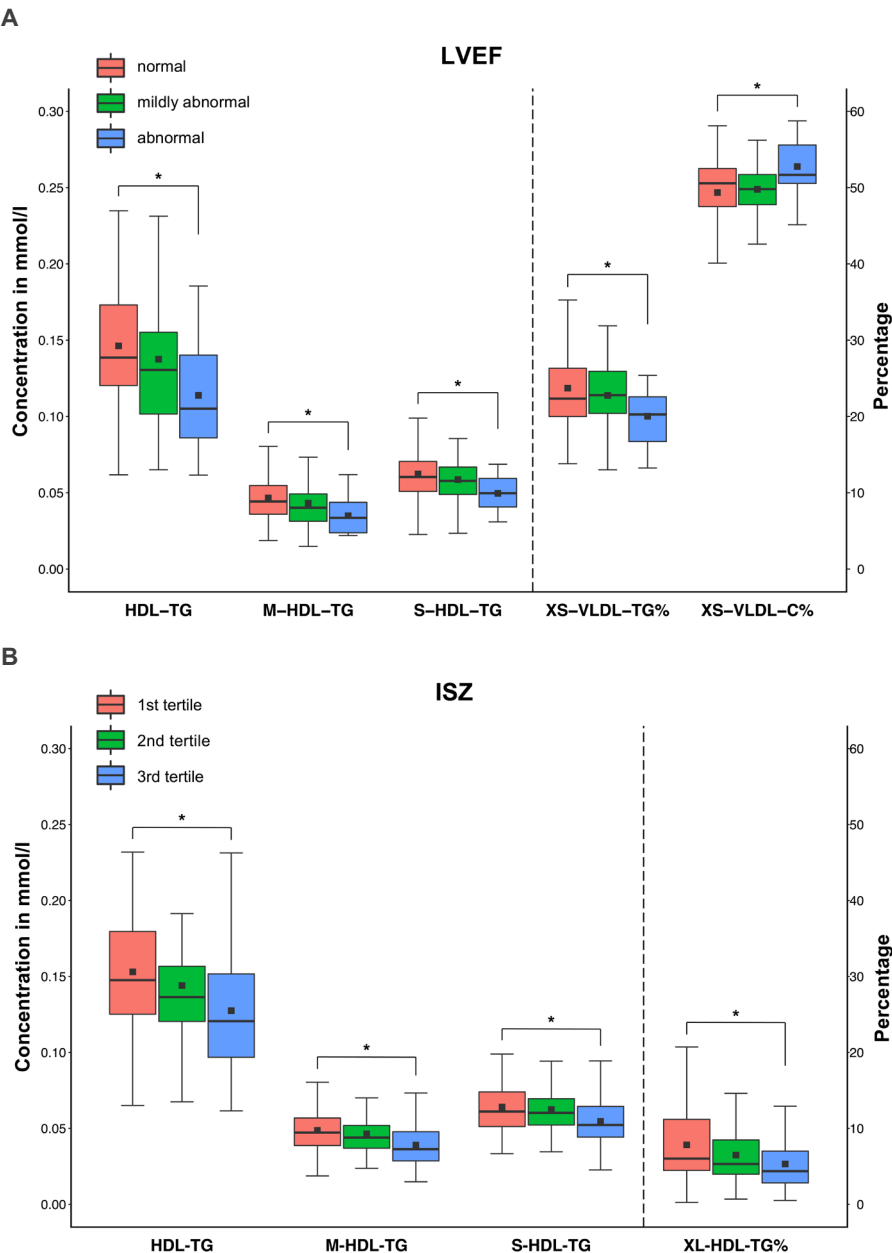 A
LVEF
normal
mildly abnormal
abnormal
Concentration in mmol/l
0.30
0.25
0.20
0.15
0.10
0.05
0.00
*
*
*
*
*
60
50
40
30
20
10
0
Percentage
HDL–TG
M–HDL–TG
S–HDL–TG
XS–VLDL–TG%
XS–VLDL–C%
B
ISZ
1st tertile
2nd tertile
3rd tertile
Concentration in mmol/l
0.30
0.25
0.20
0.15
0.10
0.05
0.00
*
*
*
*
60
50
40
30
20
10
0
Percentage
HDL-TG
M-HDL-TG
S-HDL-TG
XL-HDL-TG%